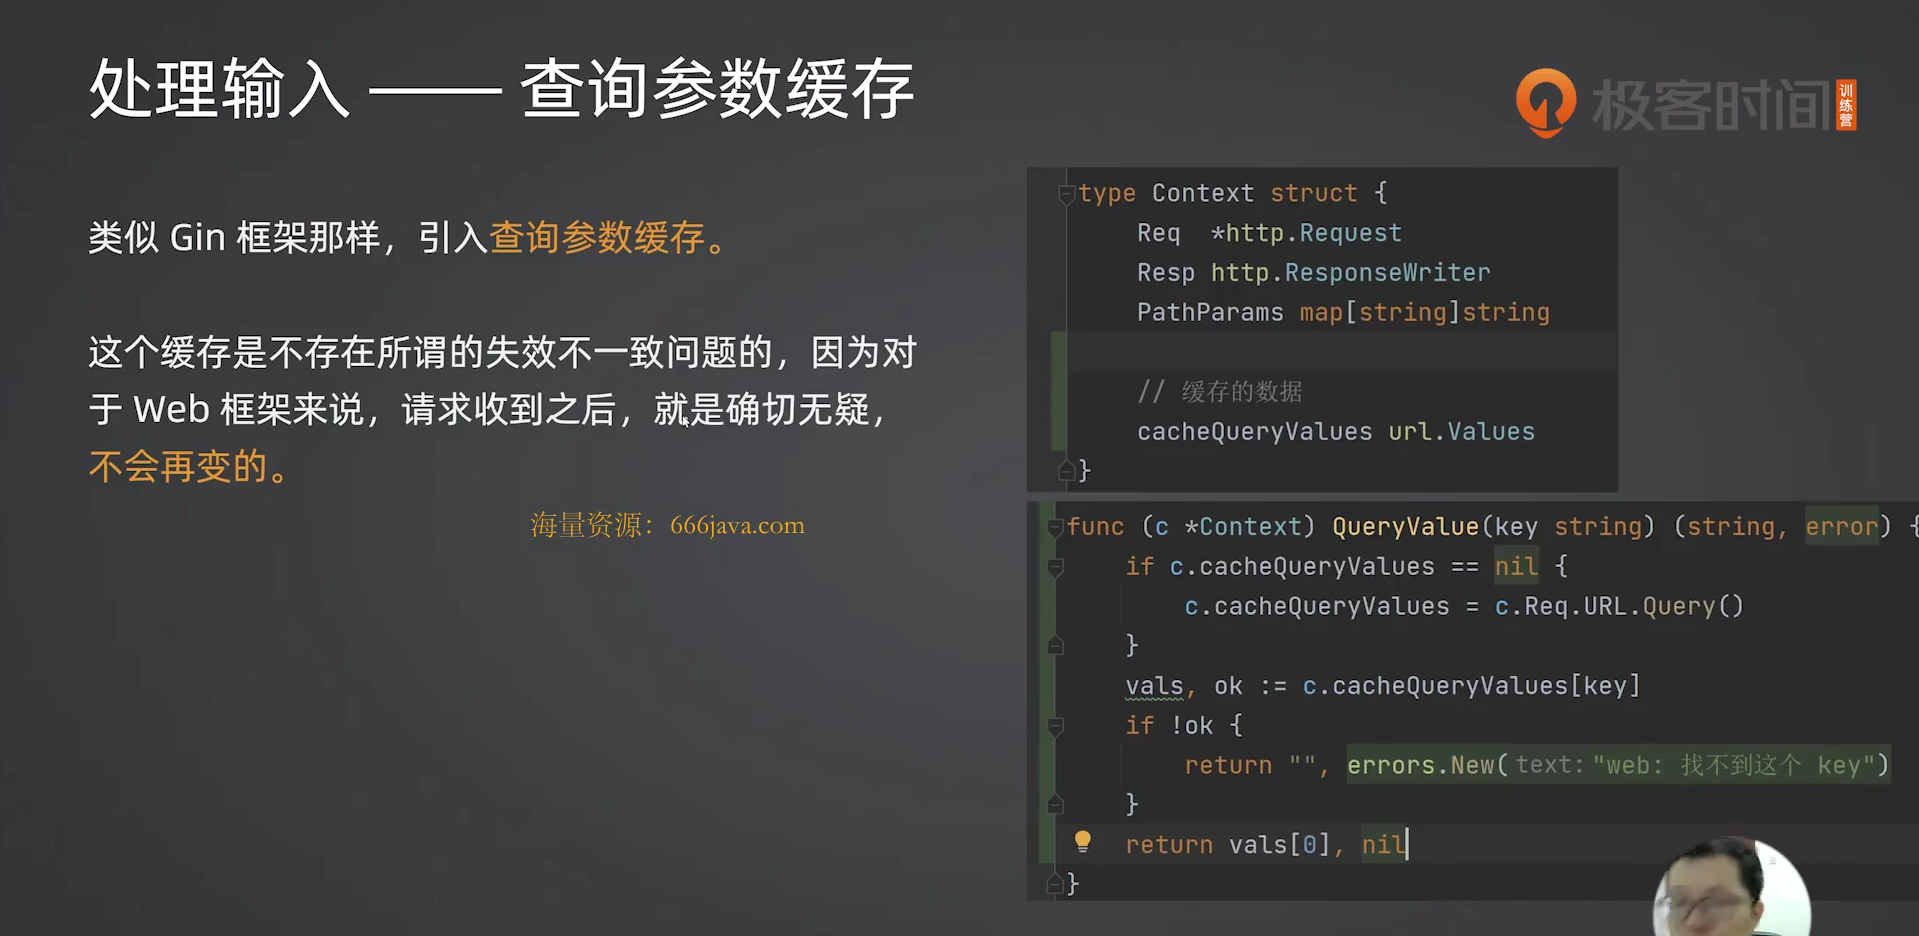 处理输入 —— 查询参数缓存
极客时间
训练营
类似 Gin 框架那样，引入查询参数缓存。
这个缓存是不存在所谓的失效不一致问题的，因为对
于 Web 框架来说，请求收到之后，就是确切无疑，
不会再变的。
海量资源：666java.com
type Context struct {
Req *http.Request
Resp http.ResponseWriter
PathParams map[string]string
// 缓存的数据
cacheQueryValues url.Values
}
func (c *Context) QueryValue(key string) (string, error) {
if c.cacheQueryValues == nil {
c.cacheQueryValues = c.Req.URL.Query()
}
vals, ok := c.cacheQueryValues[key]
if !ok {
return "", errors.New( text: "web: 找不到这个 key")
}
return vals[0], nil
}